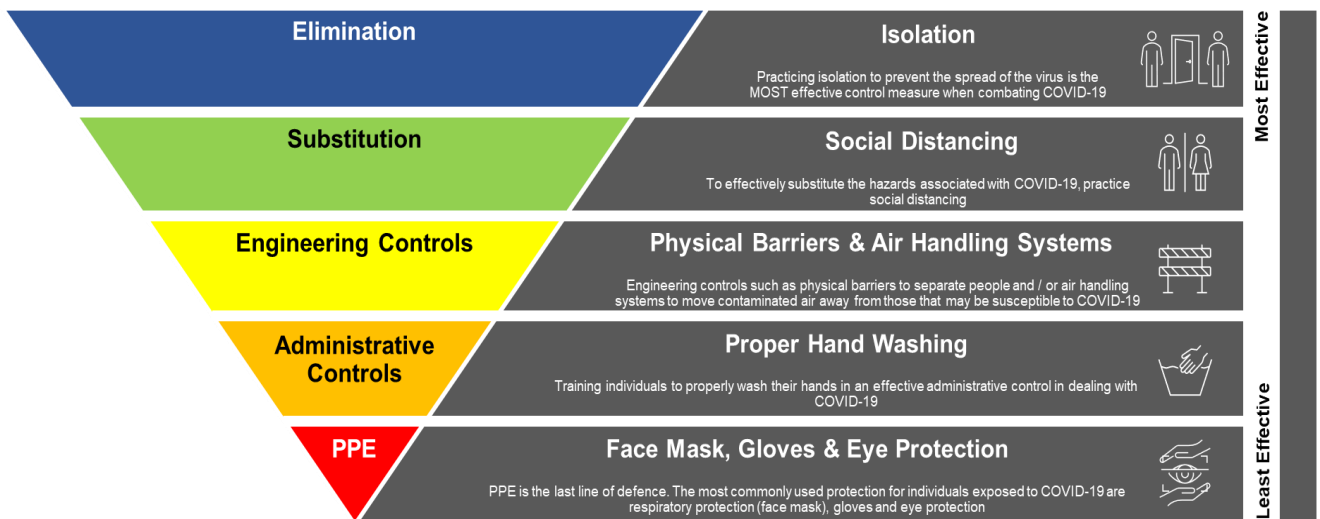 Elimination
Isolation
Practicing isolation to prevent the spread of the virus is the
MOST effective control measure when combating COVID-19
Most Effective
Substitution
Social Distancing
To effectively substitute the hazards associated with COVID-19, practice
social distancing
Engineering Controls
Physical Barriers & Air Handling Systems
Engineering controls such as physical barriers to separate people and / or air handling
systems to move contaminated air away from those that may be susceptible to COVID-19
Administrative
Controls
Proper Hand Washing
Training individuals to properly wash their hands in an effective administrative control in dealing with
COVID-19
PPE
Face Mask, Gloves & Eye Protection
PPE is the last line of defence. The most commonly used protection for individuals exposed to COVID-19 are
respiratory protection (face mask), gloves and eye protection
Least Effective